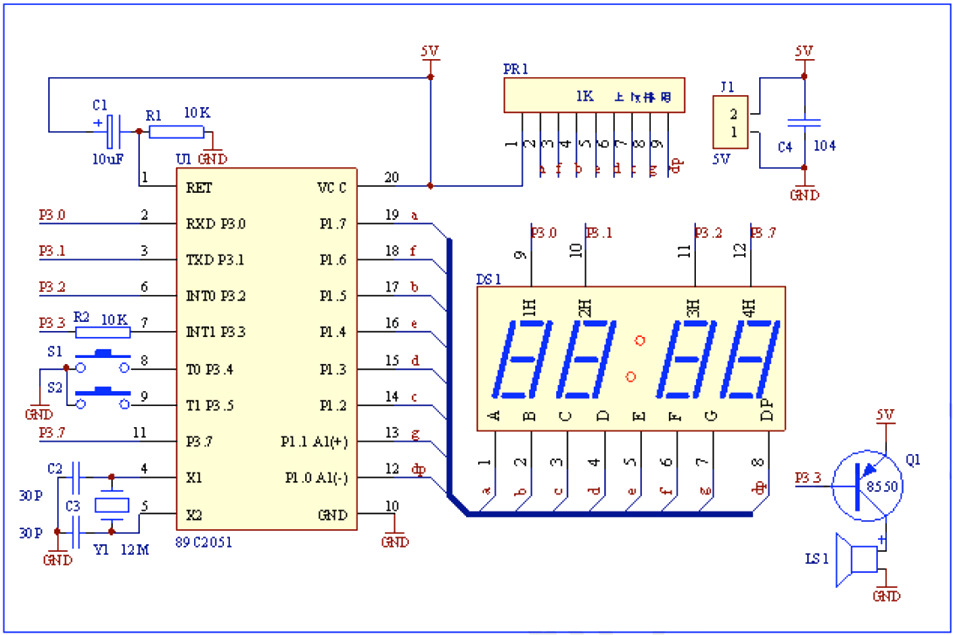 5V
PR1
1K 上拉排阻
1 2 3 4 5 6 7 8 9
a f b e d c g dp
5V
J1
2
1
5V
C4 104
GND
C1
+
10uF
R1 10K
GND
U1
1 RET VCC 20
P3.0 2 RXD P3.0 P1.7 19 a
P3.1 3 TXD P3.1 P1.6 18 f
P3.2 6 INT0 P3.2 P1.5 17 b
P3.3 R2 10K 7 INT1 P3.3 P1.4 16 e
S1 8 T0 P3.4 P1.3 15 d
S2 9 T1 P3.5 P1.2 14 c
GND
P3.7 11 P3.7 P1.1 A1(+) 13 g
C2 4 X1 P1.0 A1(-) 12 dp
30P
C3 5 X2 GND 10
30P
Y1 12M
GND
89C2051
GND
P3.0 P3.1 P3.2 P3.7
9 10 11 12
DS1
1H 2H 3H 4H
A B C D E F G DP
1 2 3 4 5 6 7 8
a b c d e f g dp
5V
Q1
P3.3 8550
+
LS1
GND